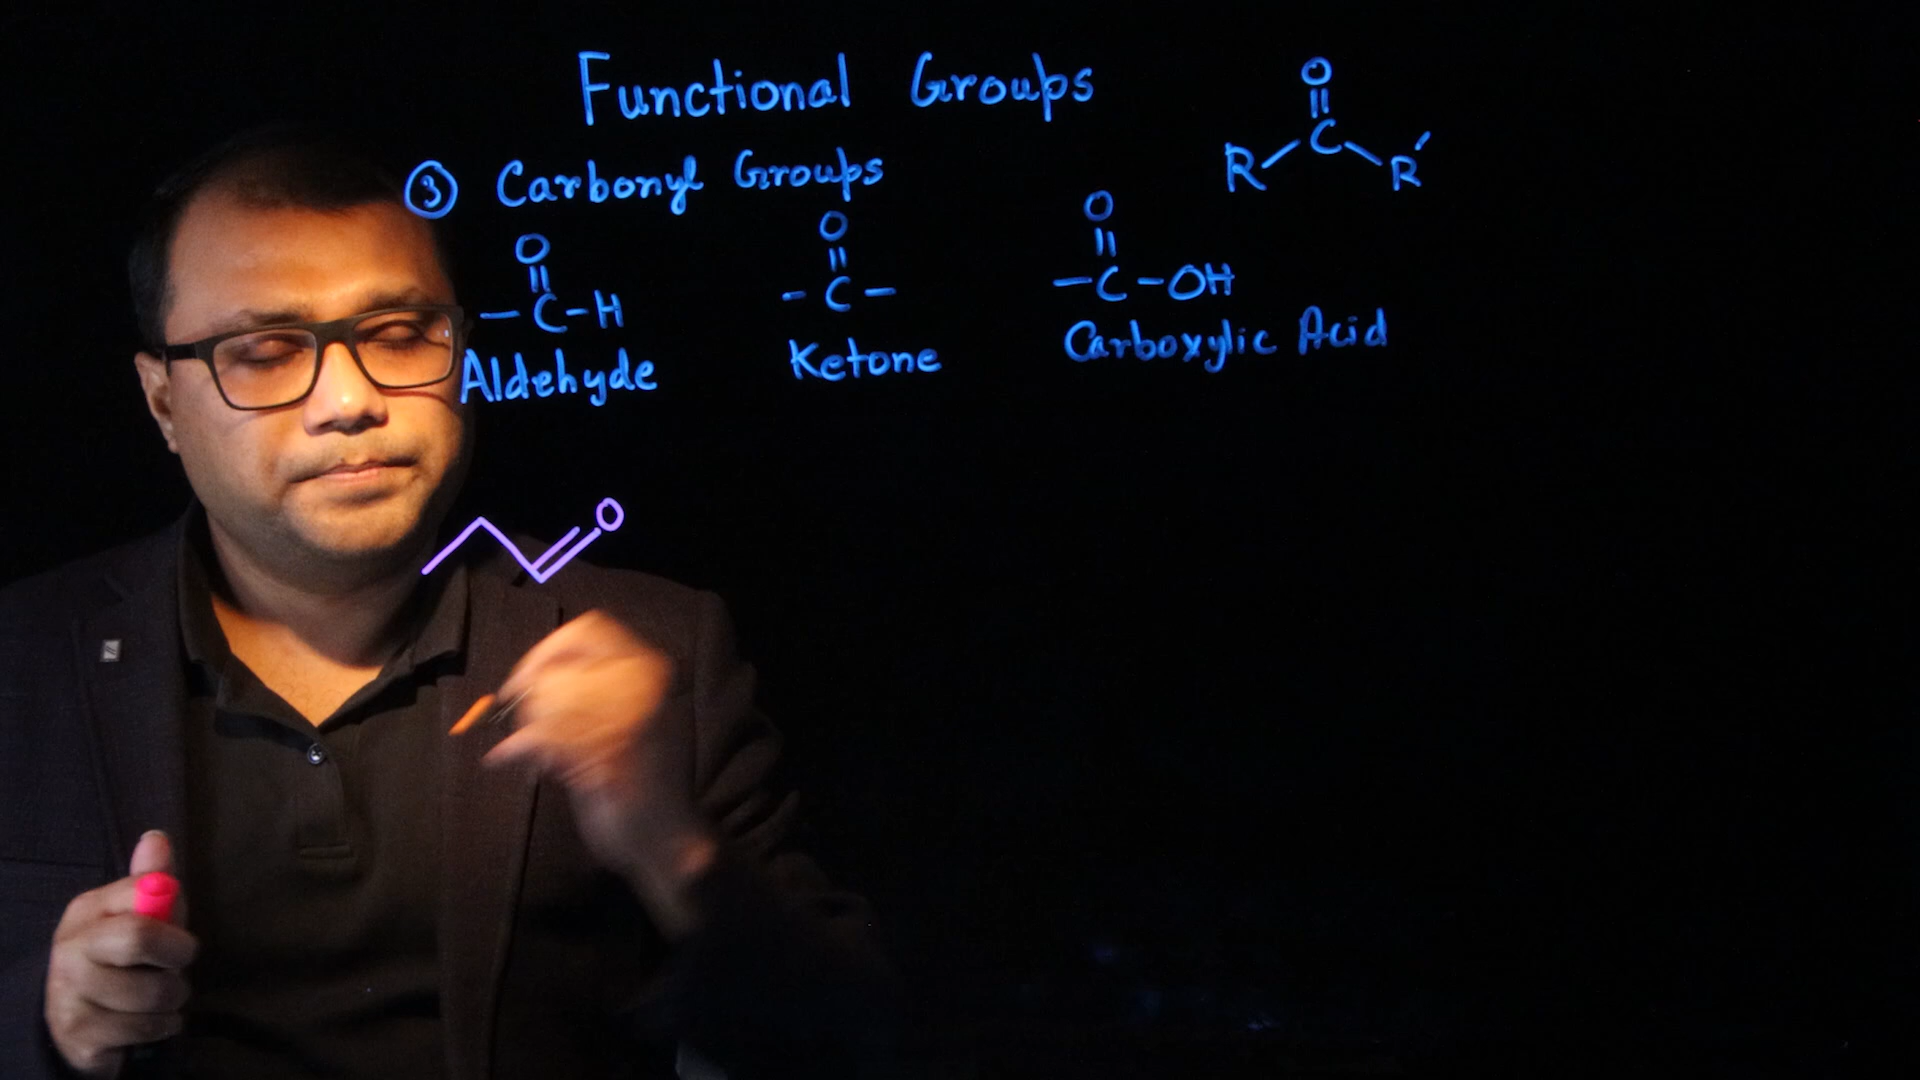 Functional Groups
O
||
R C R'
③ Carbonyl Groups
O
||
–C–H
Aldehyde
O
||
–C–
Ketone
O
||
–C–OH
Carboxylic Acid
O